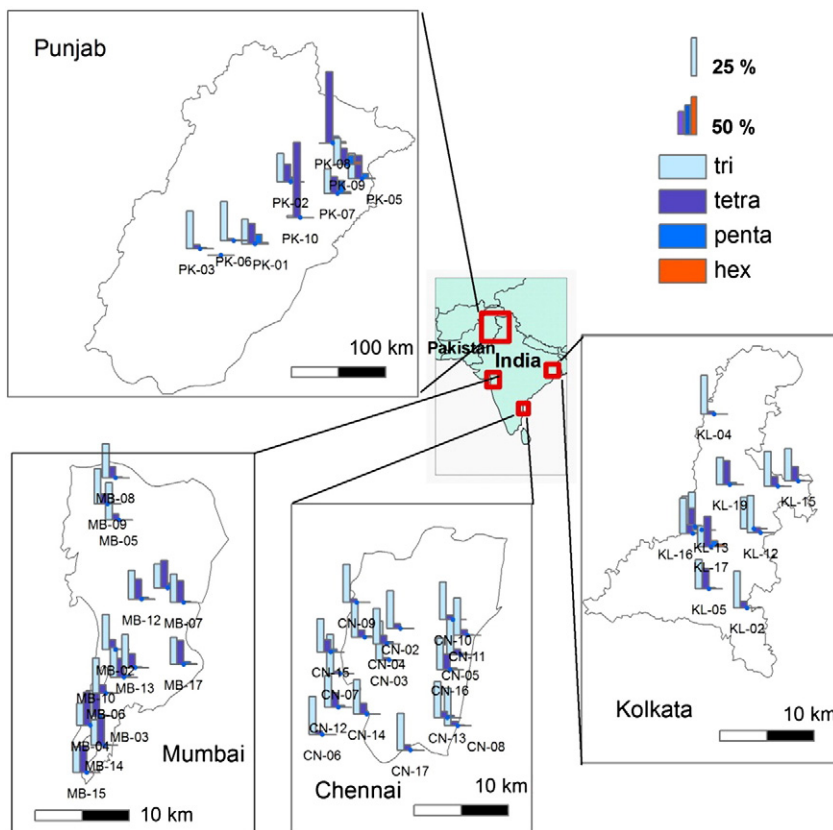 Punjab
PK-08
PK-09
PK-05
PK-02
PK-07
PK-10
PK-06
PK-01
PK-03
100 km
25 %
50 %
tri
tetra
penta
hex
Pakistan
India
MB-08
MB-09
MB-05
MB-12
MB-07
MB-02
MB-13
MB-17
MB-10
MB-06
MB-03
MB-04
MB-14
MB-15
Mumbai
10 km
CN-09
CN-02
CN-10
CN-04
CN-11
CN-15
CN-03
CN-05
CN-07
CN-16
CN-12
CN-14
CN-13
CN-06
CN-08
CN-17
Chennai
10 km
KL-04
KL-19
KL-15
KL-16
KL-13
KL-12
KL-17
KL-05
KL-02
Kolkata
10 km